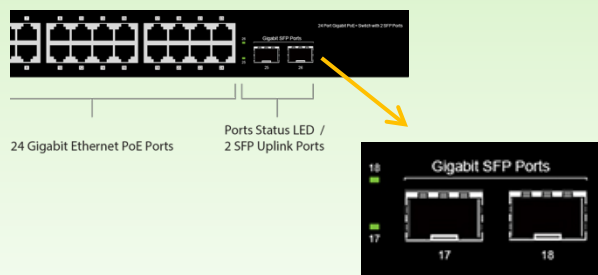 24 Port Gigabit PoE+ Switch with 2 SFP Ports
Gigabit SFP Ports
24 Gigabit Ethernet PoE Ports
Ports Status LED /
2 SFP Uplink Ports
18
Gigabit SFP Ports
17
17
18